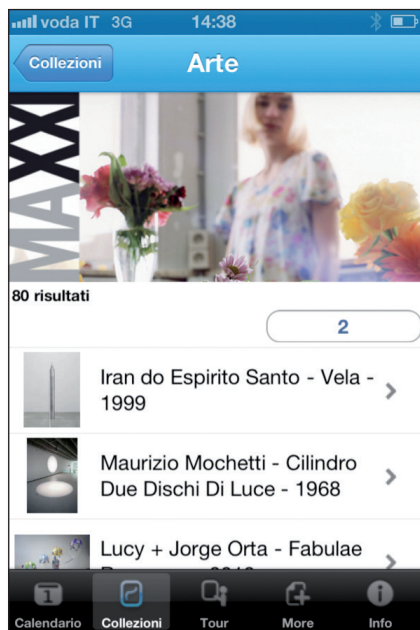 voda IT 3G 14:38
Collezioni Arte
MAXXI
80 risultati
2
Iran do Espirito Santo - Vela -
1999
Maurizio Mochetti - Cilindro
Due Dischi Di Luce - 1968
Lucy + Jorge Orta - Fabulae
1
Calendario Collezioni Tour More Info